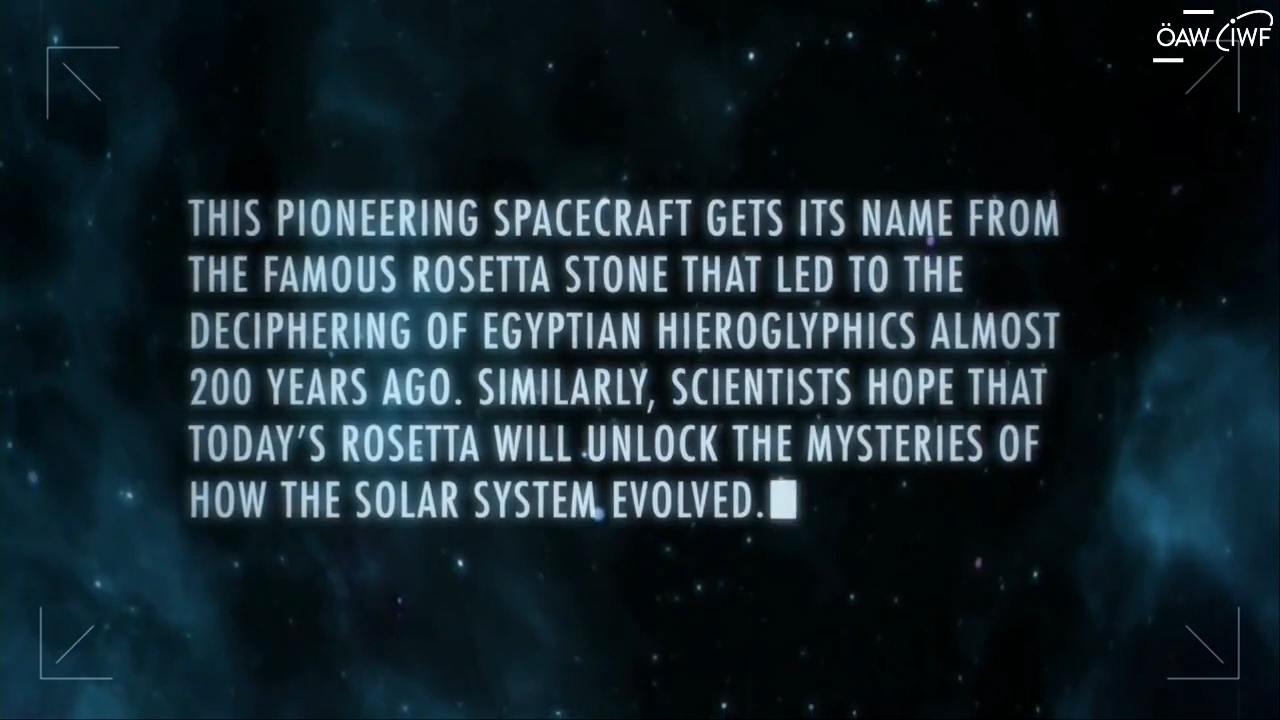 ÖAW IWF
THIS PIONEERING SPACECRAFT GETS ITS NAME FROM
THE FAMOUS ROSETTA STONE THAT LED TO THE
DECIPHERING OF EGYPTIAN HIEROGLYPHICS ALMOST
200 YEARS AGO. SIMILARLY, SCIENTISTS HOPE THAT
TODAY’S ROSETTA WILL UNLOCK THE MYSTERIES OF
HOW THE SOLAR SYSTEM EVOLVED.